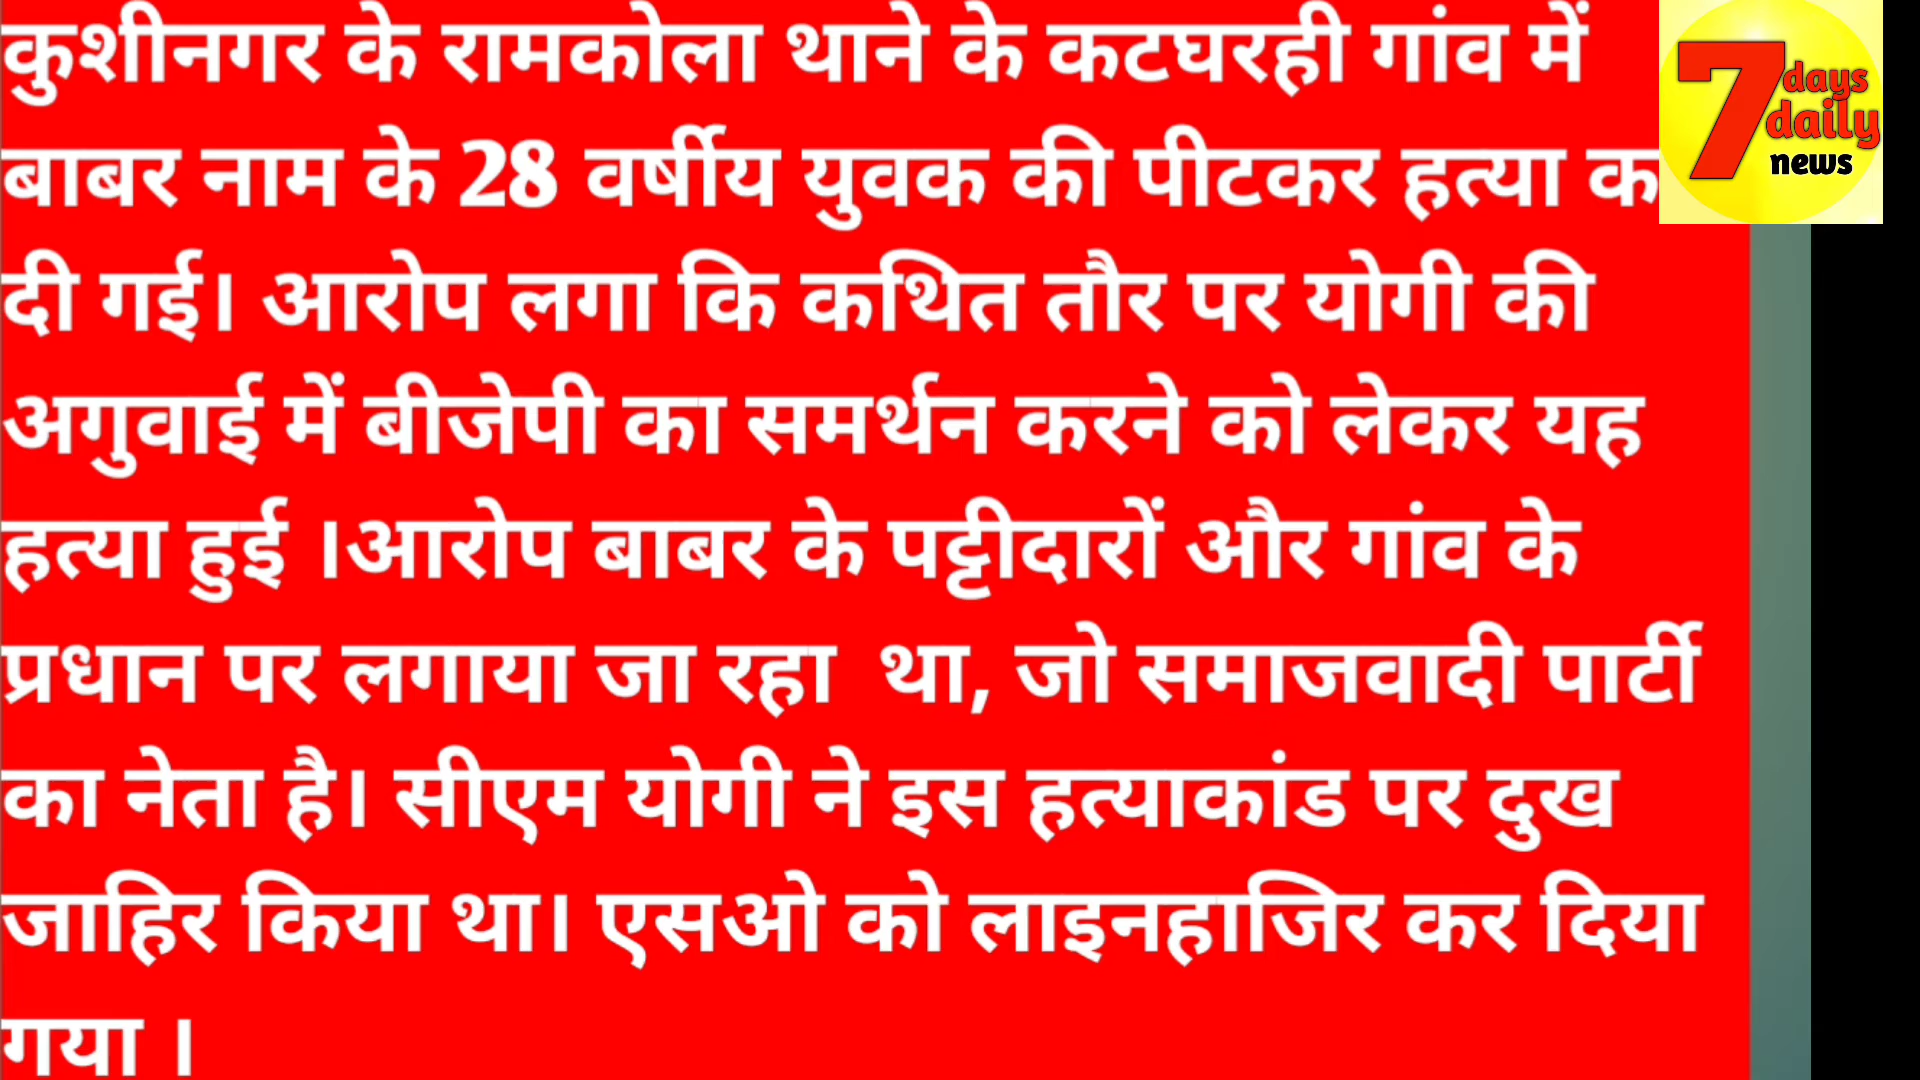 कुशीनगर के रामकोला थाने के कटघरही गांव में
बाबर नाम के 28 वर्षीय युवक की पीटकर हत्या क
दी गई। आरोप लगा कि कथित तौर पर योगी की
अगुवाई में बीजेपी का समर्थन करने को लेकर यह
हत्या हुई ।आरोप बाबर के पट्टीदारों और गांव के
प्रधान पर लगाया जा रहा था, जो समाजवादी पार्टी
का नेता है। सीएम योगी ने इस हत्याकांड पर दुख
जाहिर किया था। एसओ को लाइनहाजिर कर दिया
गया ।
7 days
daily
news